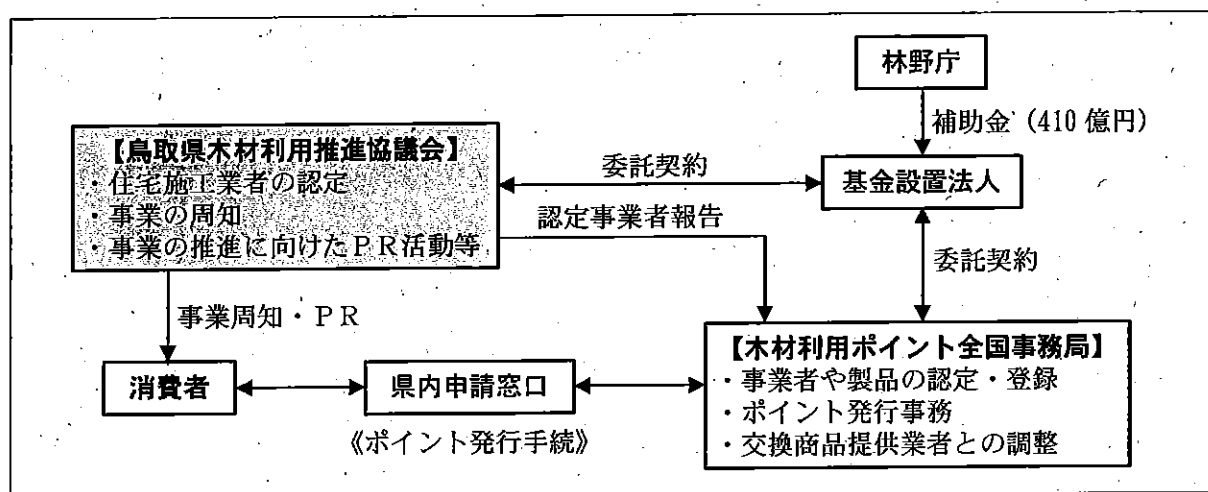 林野庁
補助金（410億円）
【鳥取県木材利用推進協議会】
・住宅施工業者の認定
・事業の周知
・事業の推進に向けたＰＲ活動等
委託契約
基金設置法人
認定事業者報告
委託契約
事業周知・ＰＲ
【木材利用ポイント全国事務局】
・事業者や製品の認定・登録
・ポイント発行事務
・交換商品提供業者との調整
消費者
県内申請窓口
《ポイント発行手続》